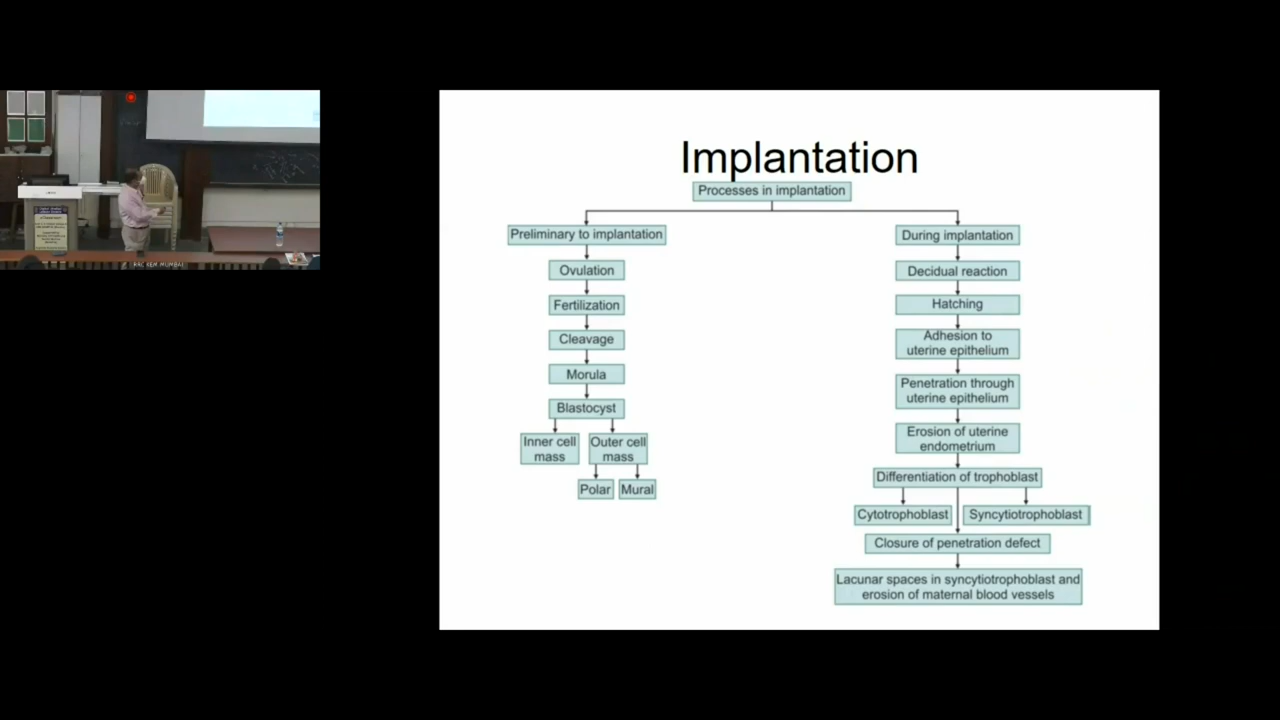 Implantation
Processes in implantation
Preliminary to implantation
Ovulation
Fertilization
Cleavage
Morula
Blastocyst
Inner cell
mass
Outer cell
mass
Polar
Mural
During implantation
Decidual reaction
Hatching
Adhesion to
uterine epithelium
Penetration through
uterine epithelium
Erosion of uterine
endometrium
Differentiation of trophoblast
Cytotrophoblast
Syncytiotrophoblast
Closure of penetration defect
Lacunar spaces in syncytiotrophoblast and
erosion of maternal blood vessels